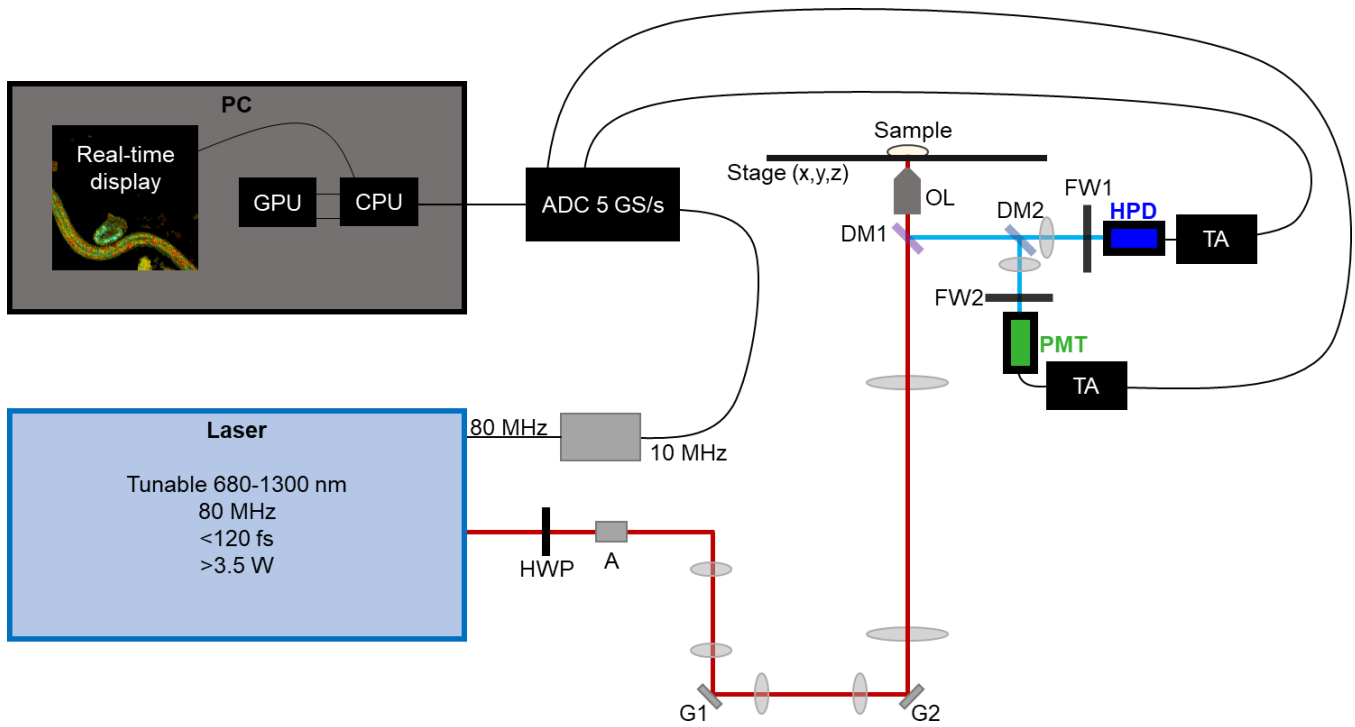 PC
Real-time
display
GPU
CPU
ADC 5 GS/s
Sample
Stage (x,y,z)
OL
DM1
DM2
FW1
HPD
TA
FW2
PMT
TA
Laser
Tunable 680-1300 nm
80 MHz
<120 fs
>3.5 W
80 MHz
10 MHz
HWP
A
G1
G2